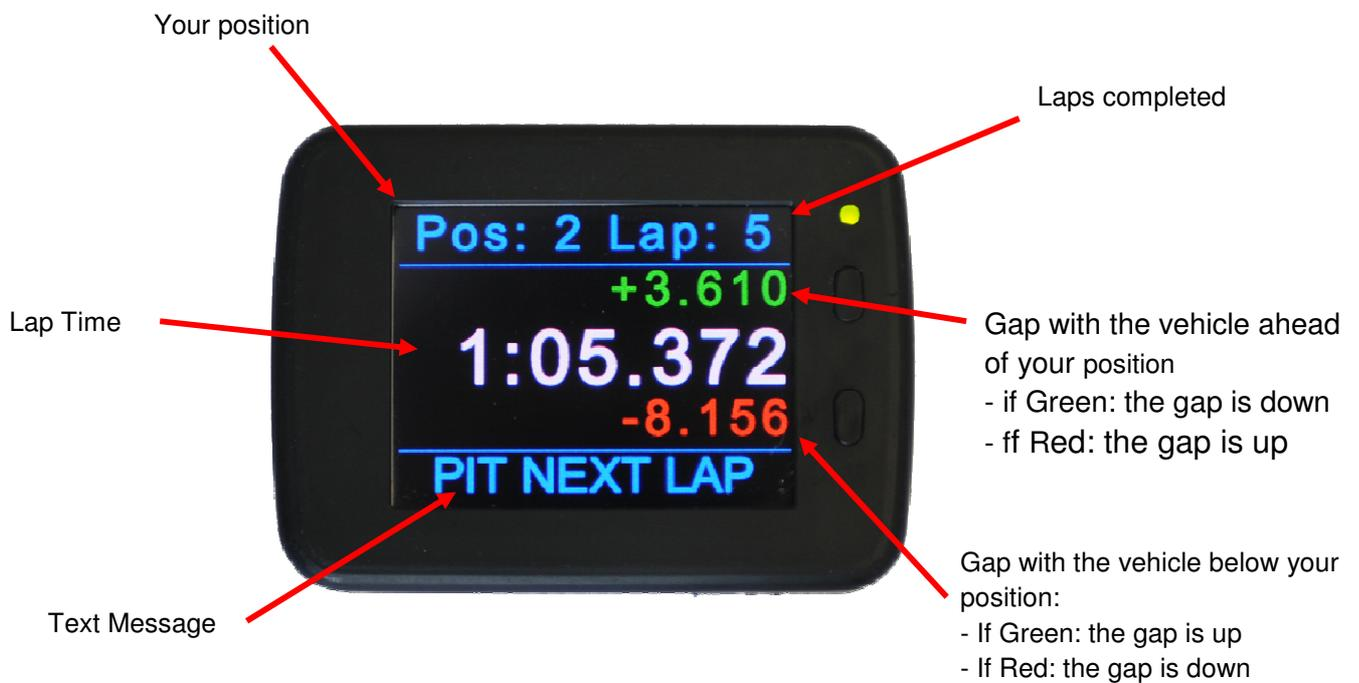 Your position
Laps completed
Pos: 2 Lap: 5
+3.610
Lap Time
1:05.372
Gap with the vehicle ahead
of your position
- if Green: the gap is down
- ff Red: the gap is up
-8.156
PIT NEXT LAP
Gap with the vehicle below your
position:
- If Green: the gap is up
- If Red: the gap is down
Text Message